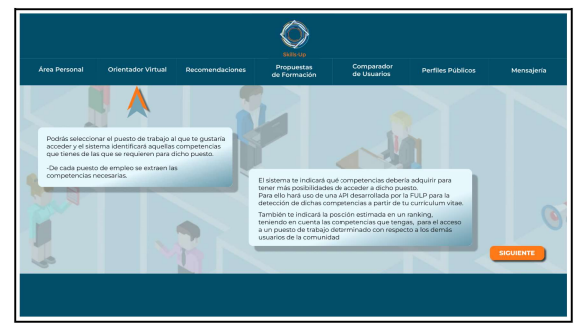 Skills-Up
Área Personal
Orientador Virtual
Recomendaciones
Propuestas
de Formación
Comparador
de Usuarios
Perfiles Públicos
Mensajería
Podrás seleccionar el puesto de trabajo al que te gustaría
acceder y el sistema identificará aquellas competencias
que tienes de las que se requieren para dicho puesto.
-De cada puesto de empleo se extraen las
competencias necesarias.
El sistema te indicará qué competencias debería adquirir para
tener más posibilidades de acceder a dicho puesto.
Para ello hará uso de una API desarrollada por la FULP para la
detección de dichas competencias a partir de tu curriculum vitae.
También te indicará la posción estimada en un ranking,
teniendo en cuenta las competencias que tengas, para el acceso
a un puesto de trabajo determinado con respecto a los demás
usuarios de la comunidad
SIGUIENTE